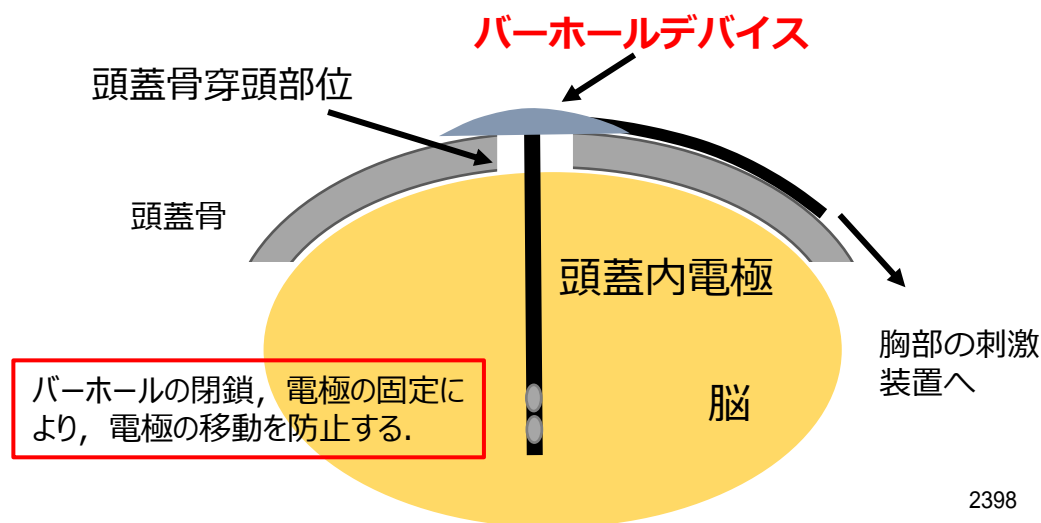 バーホールデバイス
頭蓋骨穿頭部位
頭蓋骨
頭蓋内電極
胸部の刺激
装置へ
バーホールの閉鎖，電極の固定に
より，電極の移動を防止する.
脳
2398